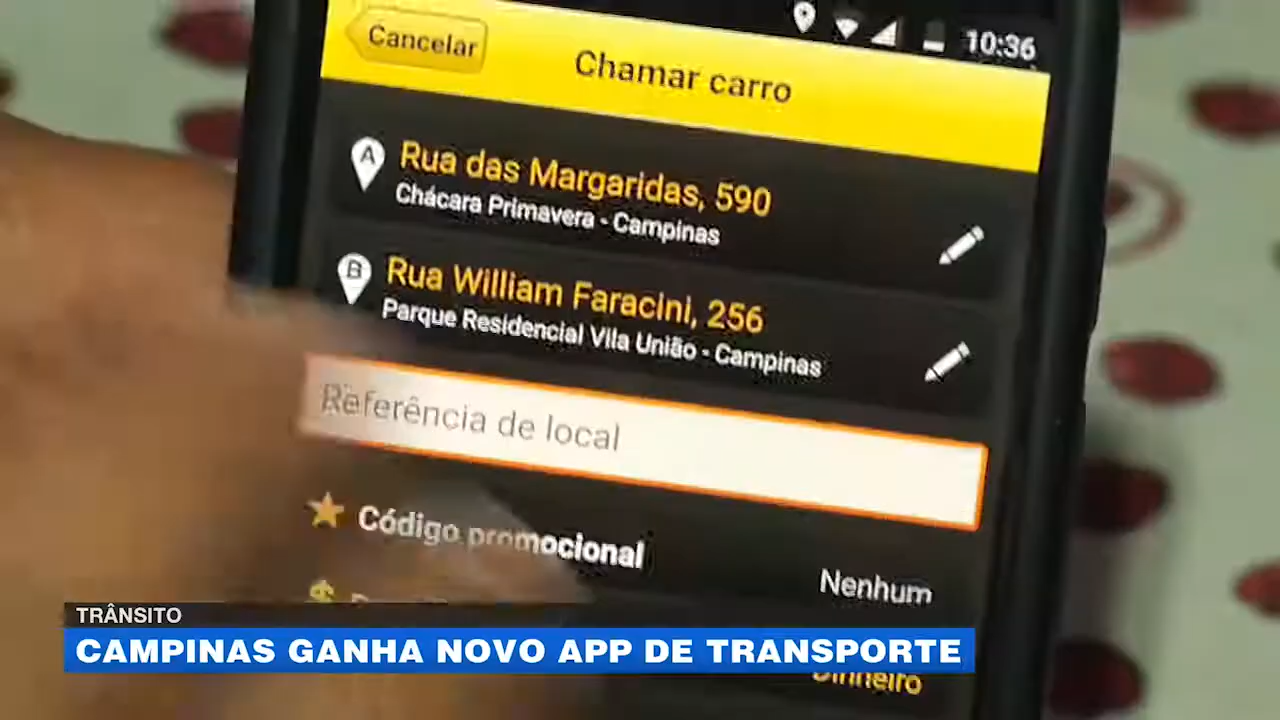 10:36
Cancelar
Chamar carro
A
Rua das Margaridas, 590
Chácara Primavera - Campinas
B
Rua William Faracini, 256
Parque Residencial Vila União - Campinas
Referência de local
Código promocional
Nenhum
$
Dinheiro
TRÂNSITO
CAMPINAS GANHA NOVO APP DE TRANSPORTE